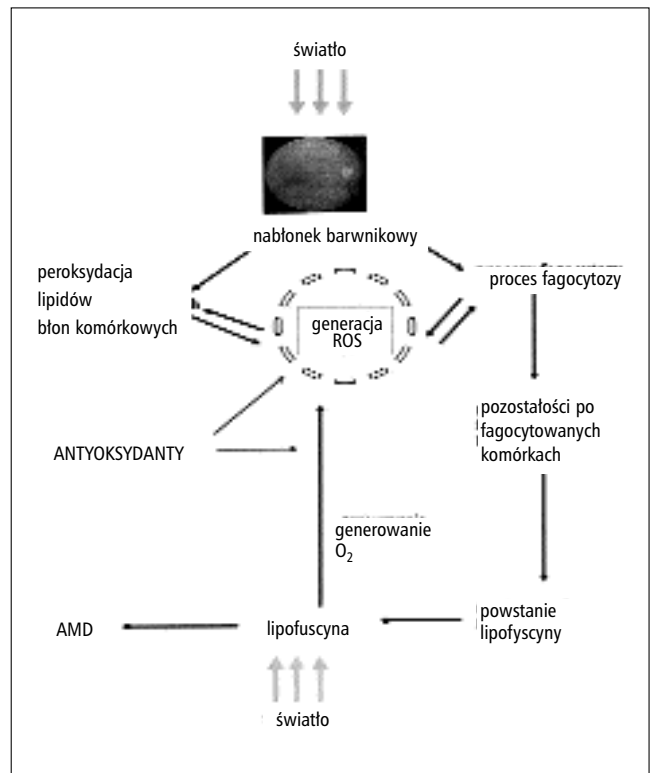 światło
nabłonek barwnikowy
peroksydacja
lipidów
błon komórkowych
proces fagocytozy
generacja
ROS
pozostałości po
fagocytowanych
komórkach
ANTYOKSYDANTY
generowanie
O₂
AMD
lipofuscyna
powstanie
lipofyscyny
światło